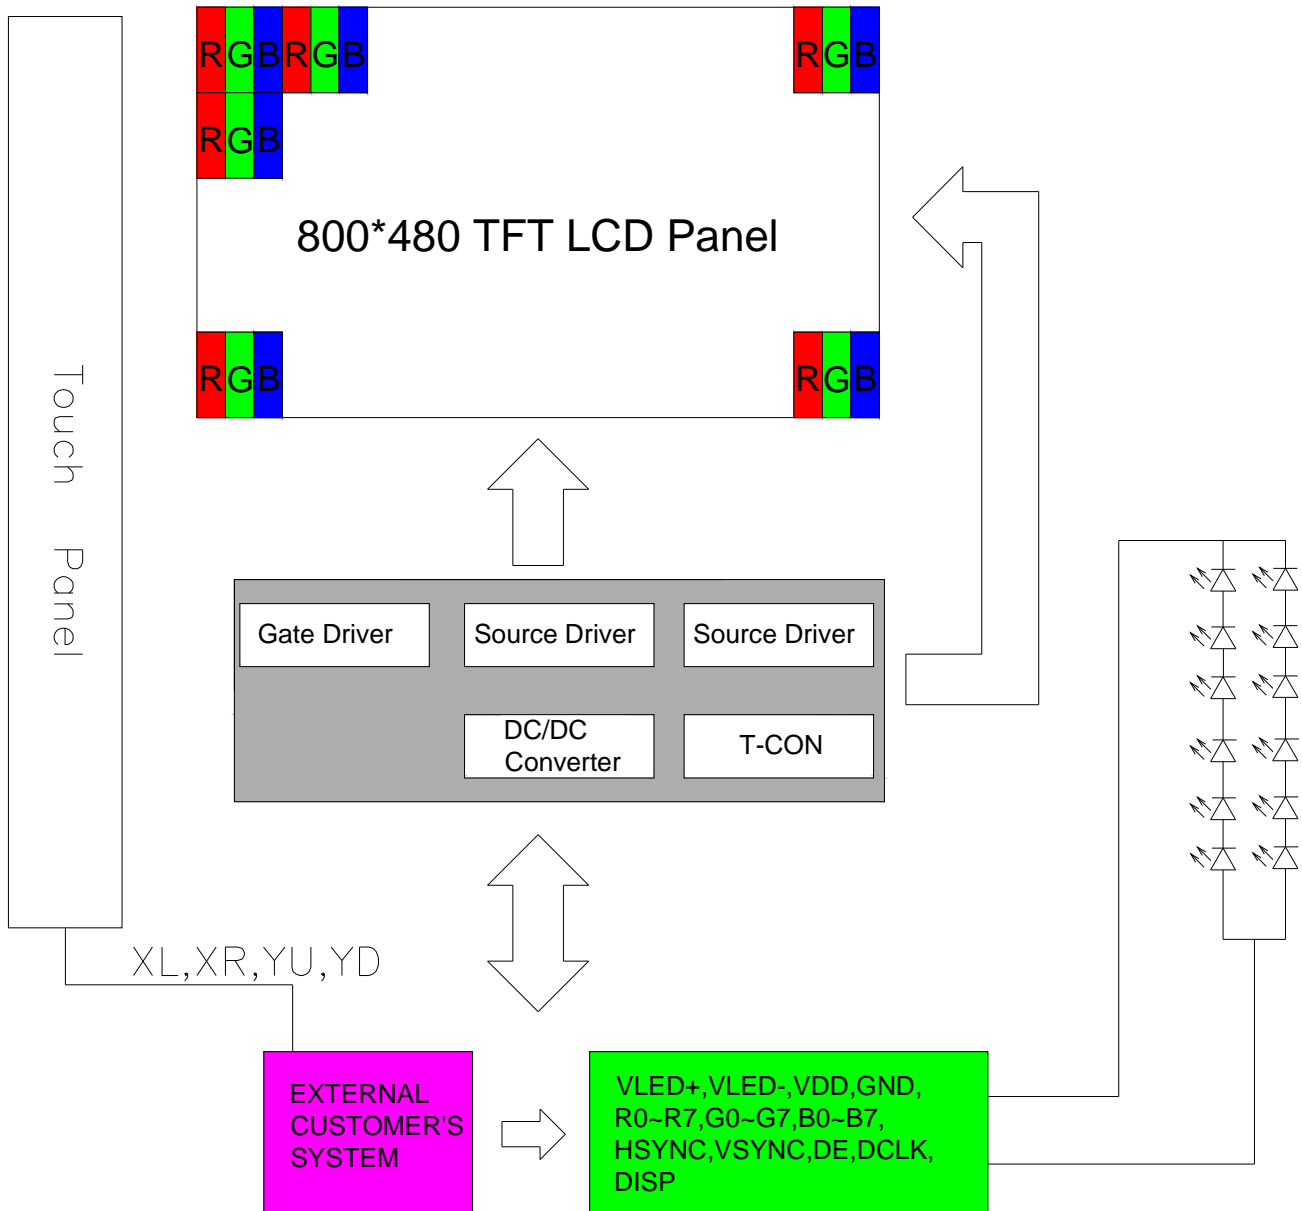 RGBRGB
RGB
RGB
800*480 TFT LCD Panel
RGB
RGB
Touch Panel
Gate Driver
Source Driver
Source Driver
DC/DC
Converter
T-CON
XL,XR,YU,YD
EXTERNAL
CUSTOMER'S
SYSTEM
VLED+,VLED-,VDD,GND,
R0~R7,G0~G7,B0~B7,
HSYNC,VSYNC,DE,DCLK,
DISP